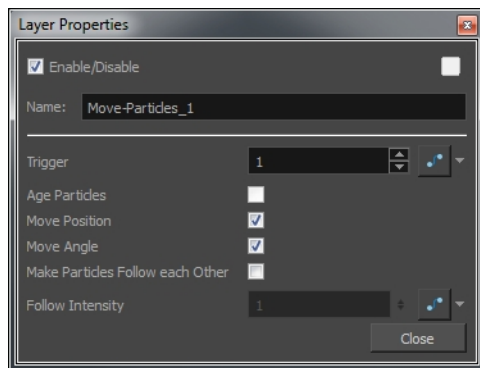 Layer Properties
Enable/Disable
Name: Move-Particles_1
Trigger 1
Age Particles
Move Position
Move Angle
Make Particles Follow each Other
Follow Intensity 1
Close